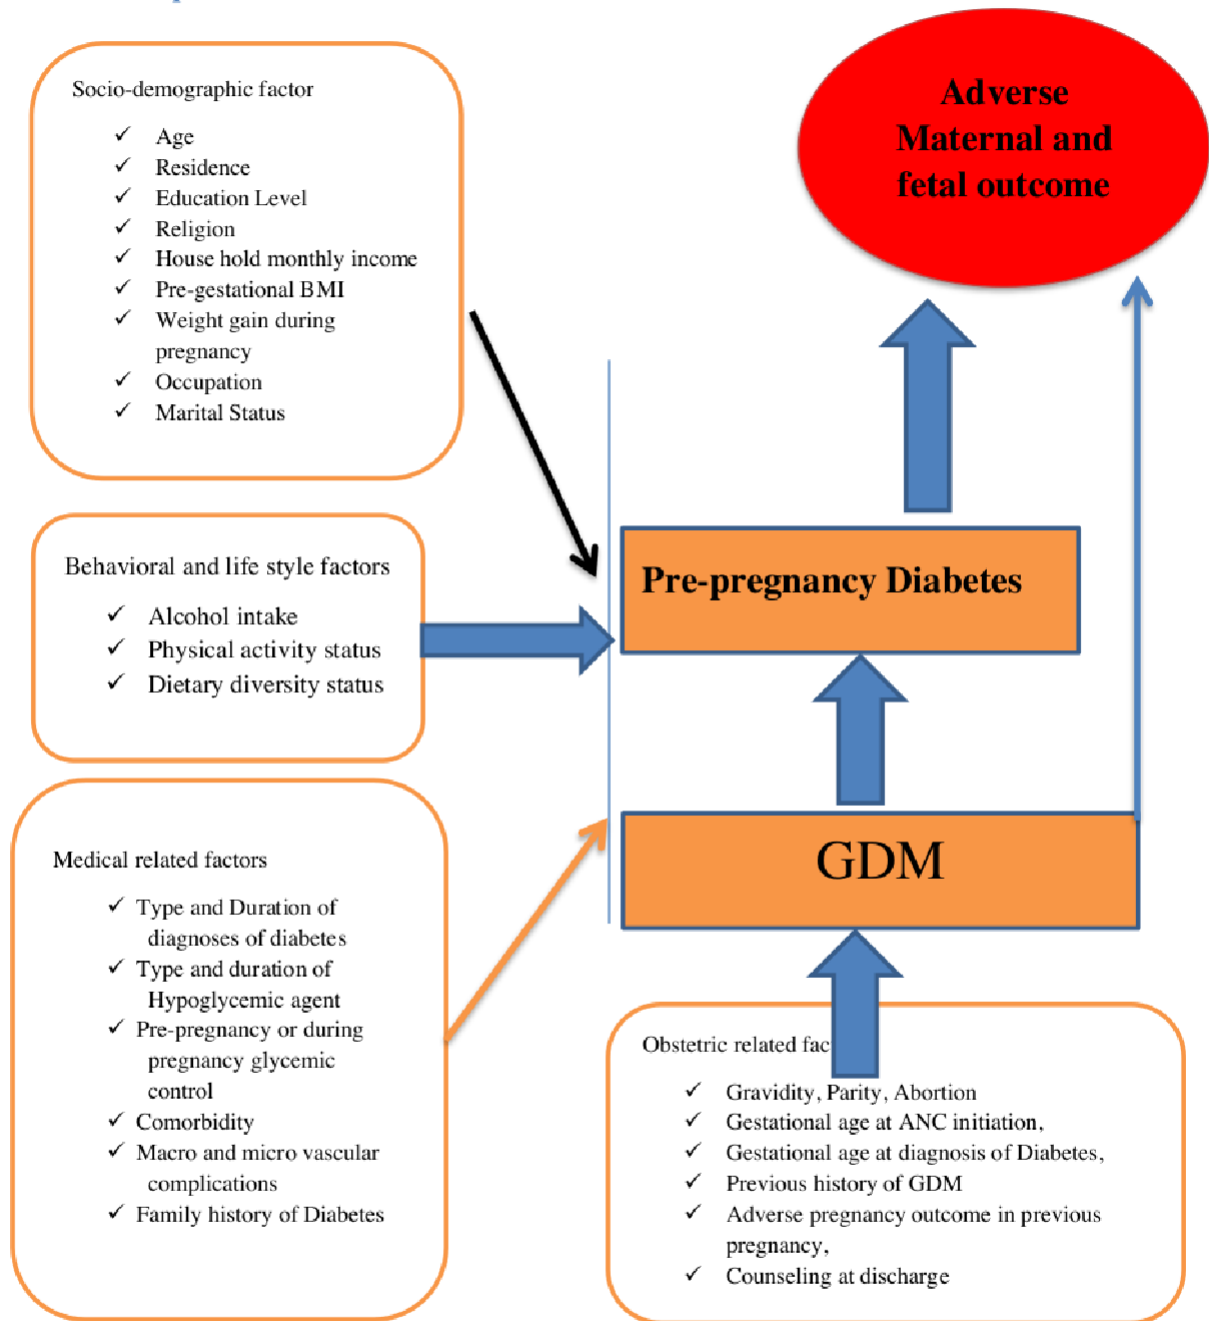 Socio-demographic factor
✓ Age
✓ Residence
✓ Education Level
✓ Religion
✓ House hold monthly income
✓ Pre-gestational BMI
✓ Weight gain during
pregnancy
✓ Occupation
✓ Marital Status
Adverse
Maternal and
fetal outcome
Behavioral and life style factors
✓ Alcohol intake
✓ Physical activity status
✓ Dietary diversity status
Pre-pregnancy Diabetes
Medical related factors
✓ Type and Duration of
diagnoses of diabetes
✓ Type and duration of
Hypoglycemic agent
✓ Pre-pregnancy or during
pregnancy glycemic
control
✓ Comorbidity
✓ Macro and micro vascular
complications
✓ Family history of Diabetes
GDM
Obstetric related fac
✓ Gravidity, Parity, Abortion
✓ Gestational age at ANC initiation,
✓ Gestational age at diagnosis of Diabetes,
✓ Previous history of GDM
✓ Adverse pregnancy outcome in previous
pregnancy,
✓ Counseling at discharge